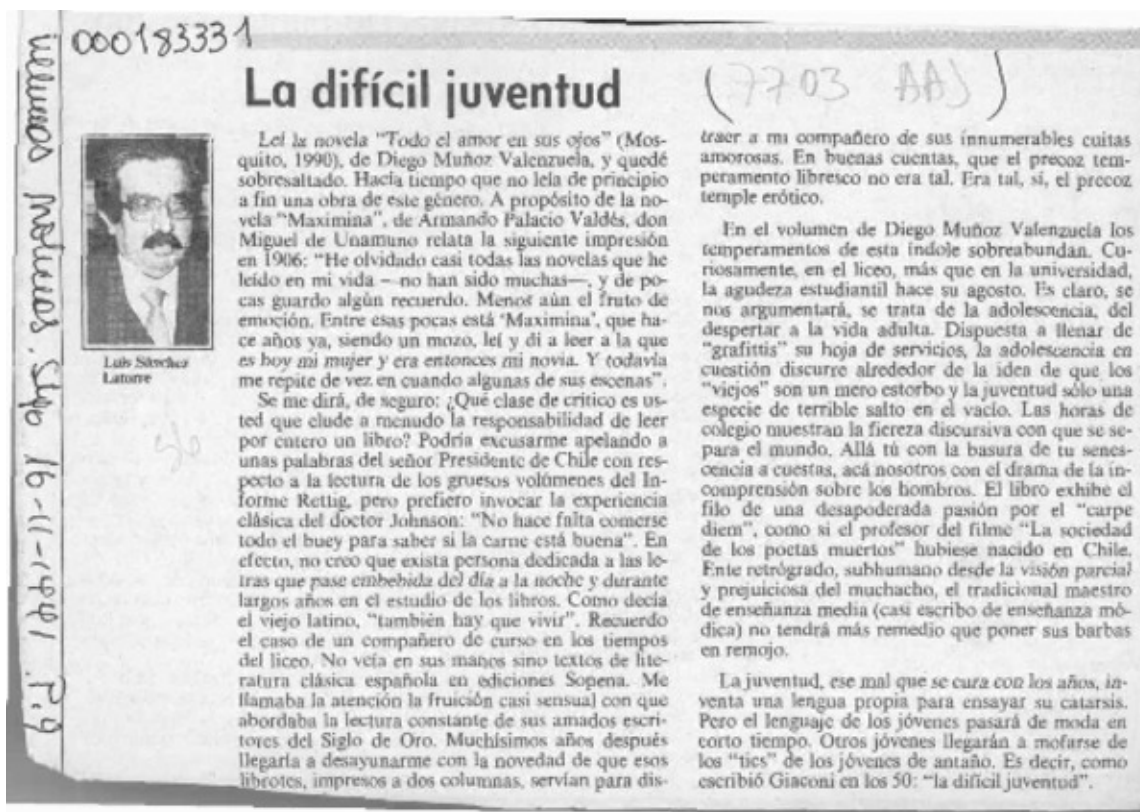 000183331
La difícil juventud
(7703 AAJ)
Ultimas Noticias. Stgo 16-11-1991 P.9
Luis Sánchez
Latorre
Leí la novela “Todo el amor en sus ojos” (Mos-
quito, 1990), de Diego Muñoz Valenzuela, y quedé
sobresaltado. Hacía tiempo que no leía de principio
a fin una obra de este género. A propósito de la no-
vela “Maximina”, de Armando Palacio Valdés, don
Miguel de Unamuno relata la siguiente impresión
en 1906: “He olvidado casi todas las novelas que he
leído en mi vida — no han sido muchas—, y de po-
cas guardo algún recuerdo. Menos aún el fruto de
emoción. Entre esas pocas está ‘Maximina’, que ha-
ce años ya, siendo un mozo, leí y di a leer a la que
es hoy mi mujer y era entonces mi novia. Y todavía
me repite de vez en cuando algunas de sus escenas”.
Se me dirá, de seguro: ¿Qué clase de crítico es us-
ted que elude a menudo la responsabilidad de leer
por entero un libro? Podría excusarme apelando a
unas palabras del señor Presidente de Chile con res-
pecto a la lectura de los gruesos volúmenes del In-
forme Rettig, pero prefiero invocar la experiencia
clásica del doctor Johnson: “No hace falta comerse
todo el buey para saber si la carne está buena”. En
efecto, no creo que exista persona dedicada a las le-
tras que pase embebida del día a la noche y durante
largos años en el estudio de los libros. Como decía
el viejo latino, “también hay que vivir”. Recuerdo
el caso de un compañero de curso en los tiempos
del liceo. No veía en sus manos sino textos de lite-
ratura clásica española en ediciones Sopena. Me
llamaba la atención la fruición casi sensual con que
abordaba la lectura constante de sus amados escri-
tores del Siglo de Oro. Muchísimos años después
llegaría a desayunarme con la novedad de que esos
librotes, impresos a dos columnas, servían para dis-
traer a mi compañero de sus innumerables cuitas
amorosas. En buenas cuentas, que el precoz tem-
peramento libresco no era tal. Era tal, sí, el precoz
temple erótico.
En el volumen de Diego Muñoz Valenzuela los
temperamentos de esta índole sobreabundan. Cu-
riosamente, en el liceo, más que en la universidad,
la agudeza estudiantil hace su agosto. Es claro, se
nos argumentará, se trata de la adolescencia, del
despertar a la vida adulta. Dispuesta a llenar de
“grafittis” su hoja de servicios, la adolescencia en
cuestión discurre alrededor de la idea de que los
“viejos” son un mero estorbo y la juventud sólo una
especie de terrible salto en el vacío. Las horas de
colegio muestran la fiereza discursiva con que se se-
para el mundo. Allá tú con la basura de tu senes-
cencia a cuestas, acá nosotros con el drama de la in-
comprensión sobre los hombros. El libro exhibe el
filo de una desapoderada pasión por el “carpe
diem”, como si el profesor del filme “La sociedad
de los poetas muertos” hubiese nacido en Chile.
Ente retrógrado, subhumano desde la visión parcial
y prejuiciosa del muchacho, el tradicional maestro
de enseñanza media (casi escribo de enseñanza mó-
dica) no tendrá más remedio que poner sus barbas
en remojo.
La juventud, ese mal que se cura con los años, in-
venta una lengua propia para ensayar su catarsis.
Pero el lenguaje de los jóvenes pasará de moda en
corto tiempo. Otros jóvenes llegarán a mofarse de
los “tics” de los jóvenes de antaño. Es decir, como
escribió Giaconi en los 50: “la difícil juventud”.